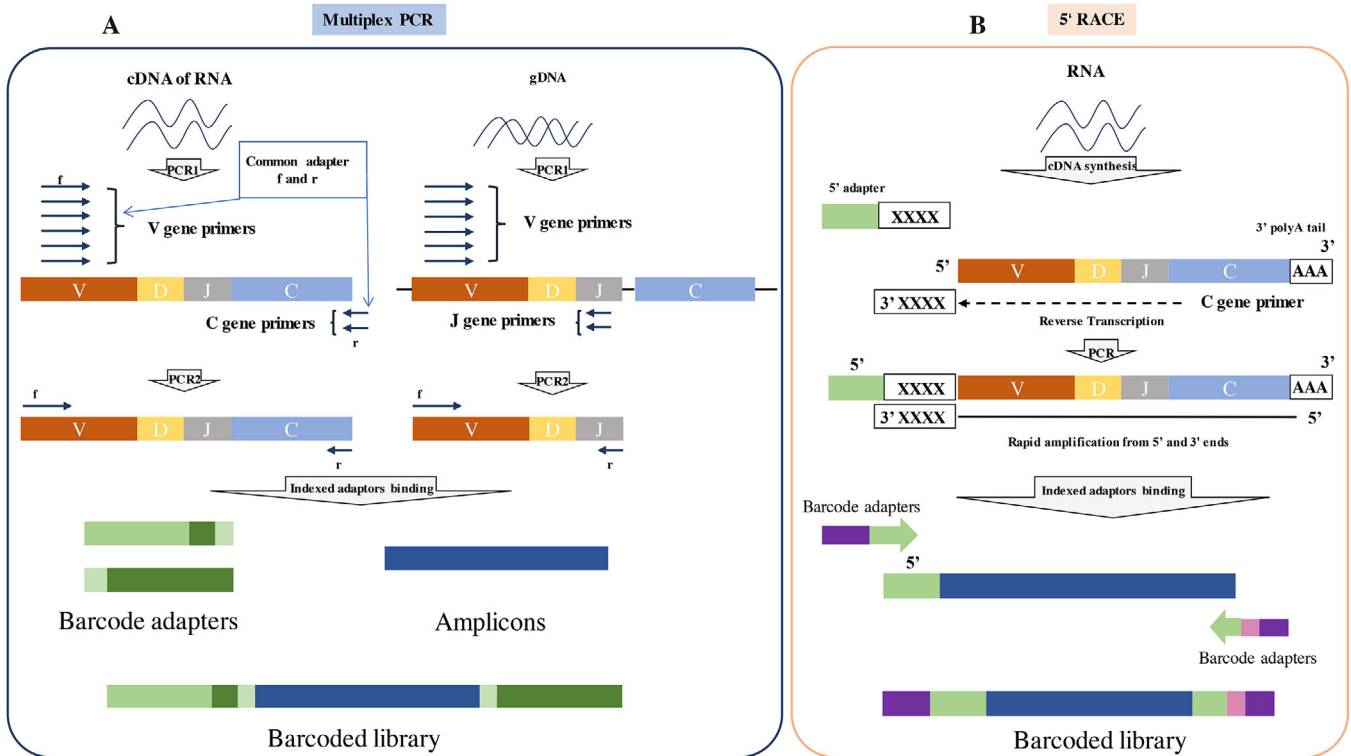 A
Multiplex PCR
cDNA of RNA
gDNA
PCR1
Common adapter
f and r
PCR1
f
V gene primers
V gene primers
V D J C
V D J C
C gene primers
r
J gene primers
PCR2
PCR2
f
f
V D J C
V D J
r
r
Indexed adaptors binding
Barcode adapters
Amplicons
Barcoded library
B
5‘ RACE
RNA
cDNA synthesis
5’ adapter
XXXX
3’ polyA tail
3’
5’
V D J C AAA
3’ XXXX
C gene primer
Reverse Transcription
PCR
5’
3’
XXXX V D J C AAA
3’ XXXX
5’
Rapid amplification from 5’ and 3’ ends
Indexed adaptors binding
Barcode adapters
5’
Barcode adapters
Barcoded library